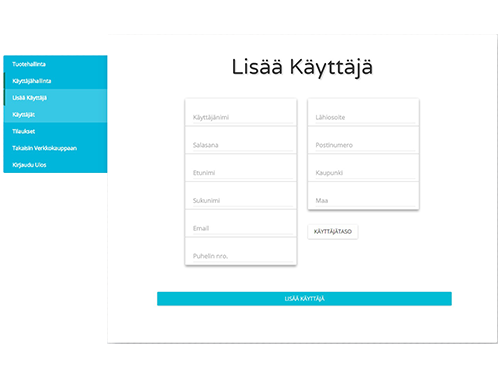 Tuotehallinta
Käyttäjähallinta
Lisää Käyttäjä
Käyttäjät
Tilaukset
Takaisin Verkkokauppaan
Kirjaudu Ulos
Lisää Käyttäjä
Käyttäjänimi
Salasana
Etunimi
Sukunimi
Email
Puhelin nro.
Lähiosoite
Postinumero
Kaupunki
Maa
KÄYTTÄJÄTASO
LISÄÄ KÄYTTÄJÄ